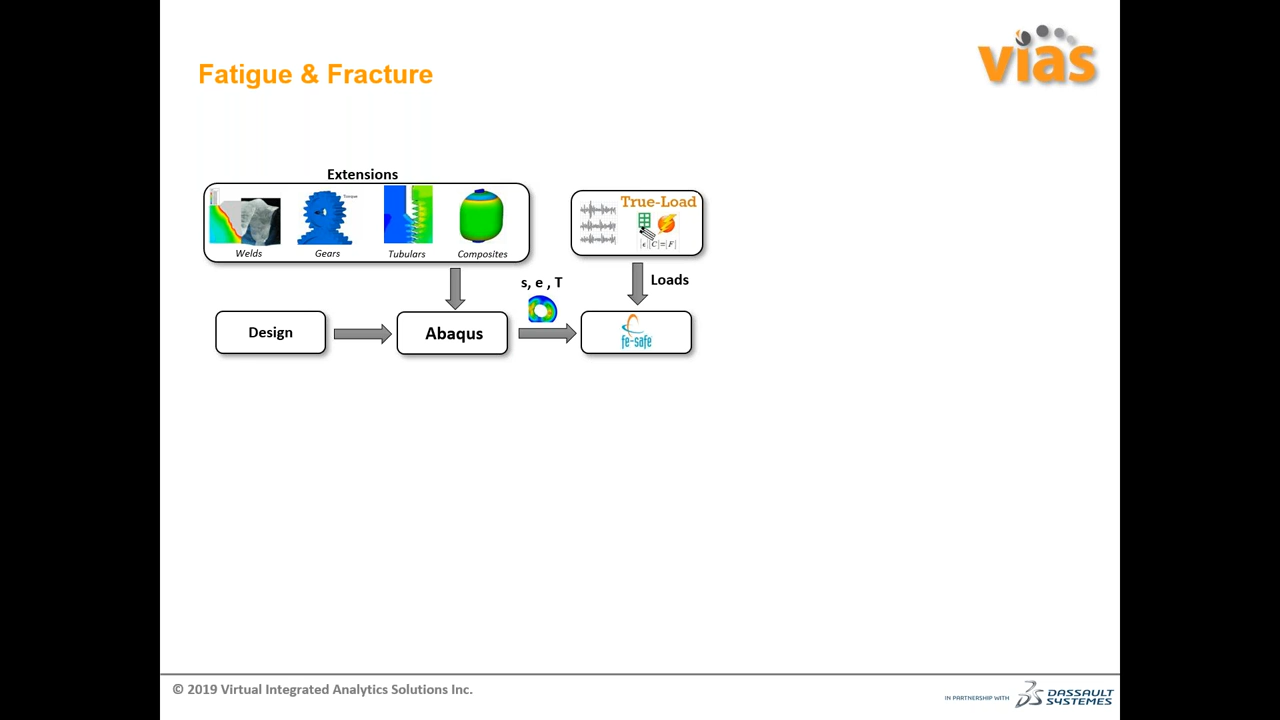 Fatigue & Fracture
vias
Extensions
Welds
Gears
Tubulars
Composites
True-Load
Loads
s, e , T
Design
Abaqus
fe-safe
© 2019 Virtual Integrated Analytics Solutions Inc.
IN PARTNERSHIP WITH
DASSAULT
SYSTEMES